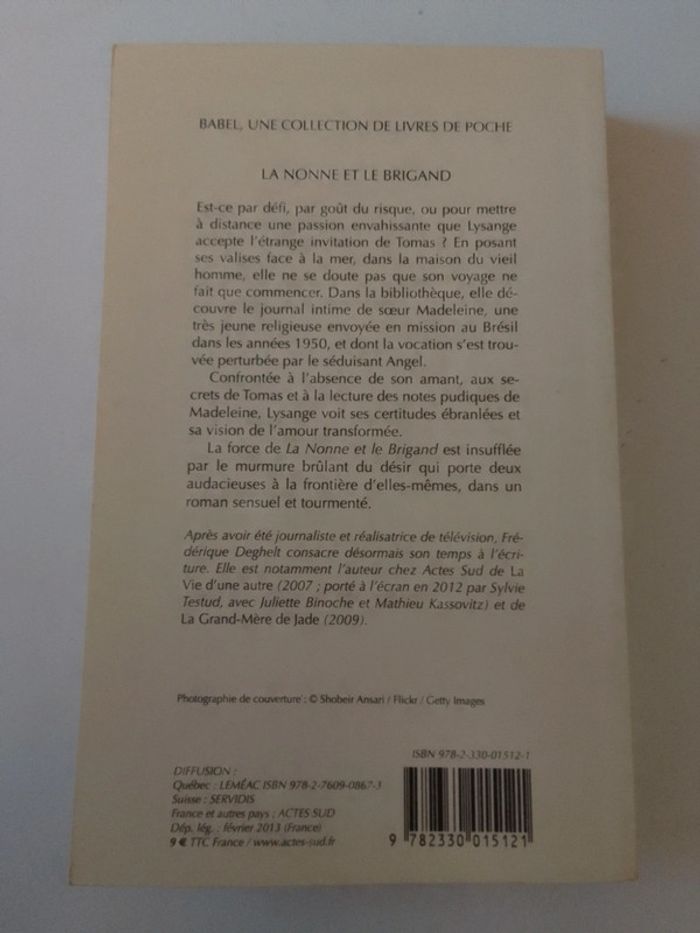 BABEL, UNE COLLECTION DE LIVRES DE POCHE
LA NONNE ET LE BRIGAND
Est-ce par défi, par goût du risque, ou pour mettre
à distance une passion envahissante que Lysange
accepte l'étrange invitation de Tomas ? En posant
ses valises face à la mer, dans la maison du vieil
homme, elle ne se doute pas que son voyage ne
fait que commencer. Dans la bibliothèque, elle dé-
couvre le journal intime de sœur Madeleine, une
très jeune religieuse envoyée en mission au Brésil
dans les années 1950, et dont la vocation s'est trou-
vée perturbée par le séduisant Angel.
Confrontée à l'absence de son amant, aux se-
crets de Tomas et à la lecture des notes pudiques de
Madeleine, Lysange voit ses certitudes ébranlées et
sa vision de l'amour transformée.
La force de La Nonne et le Brigand est insufflée
par le murmure brûlant du désir qui porte deux
audacieuses à la frontière d'elles-mêmes, dans un
roman sensuel et tourmenté.
Après avoir été journaliste et réalisatrice de télévision, Fré-
dérique Deghelt consacre désormais son temps à l'écri-
ture. Elle est notamment l'auteur chez Actes Sud de La
Vie d'une autre (2007 ; porté à l'écran en 2012 par Sylvie
Testud, avec Juliette Binoche et Mathieu Kassovitz) et de
La Grand-Mère de Jade (2009).
Photographie de couverture : © Shobeir Ansari / Flickr / Getty Images
ISBN 978-2-330-01512-1
DIFFUSION :
Québec : LEMÉAC ISBN 978-2-7609-0867-3
Suisse : SERVIDIS
France et autres pays : ACTES SUD
Dép. lég. : février 2013 (France)
9 € TTC France / www.actes-sud.fr
9 782330 015121